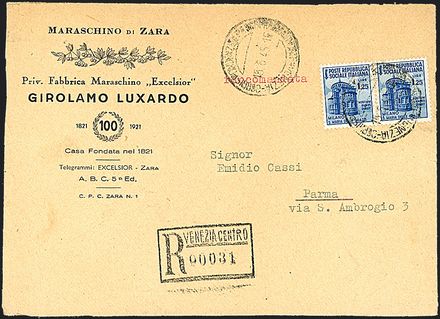 MARASCHINO DI ZARA
Priv. Fabbrica Maraschino „Excelsior"
GIROLAMO LUXARDO
1821 100 1921
Casa Fondata nel 1821
Telegrammi: EXCELSIOR - ZARA
A. B. C. 5ª Ed.
C. P. C. ZARA N. 1
raccomandata
POSTE REPUBBLICA
SOCIALE ITALIANA
1,25
MILANO
POSTE REPUBBLICA
SOCIALE ITALIANA
1,25
MILANO
Signor
Emidio Cassi
Parma
via S. Ambrogio 3
R VENEZIA CENTRO
00031